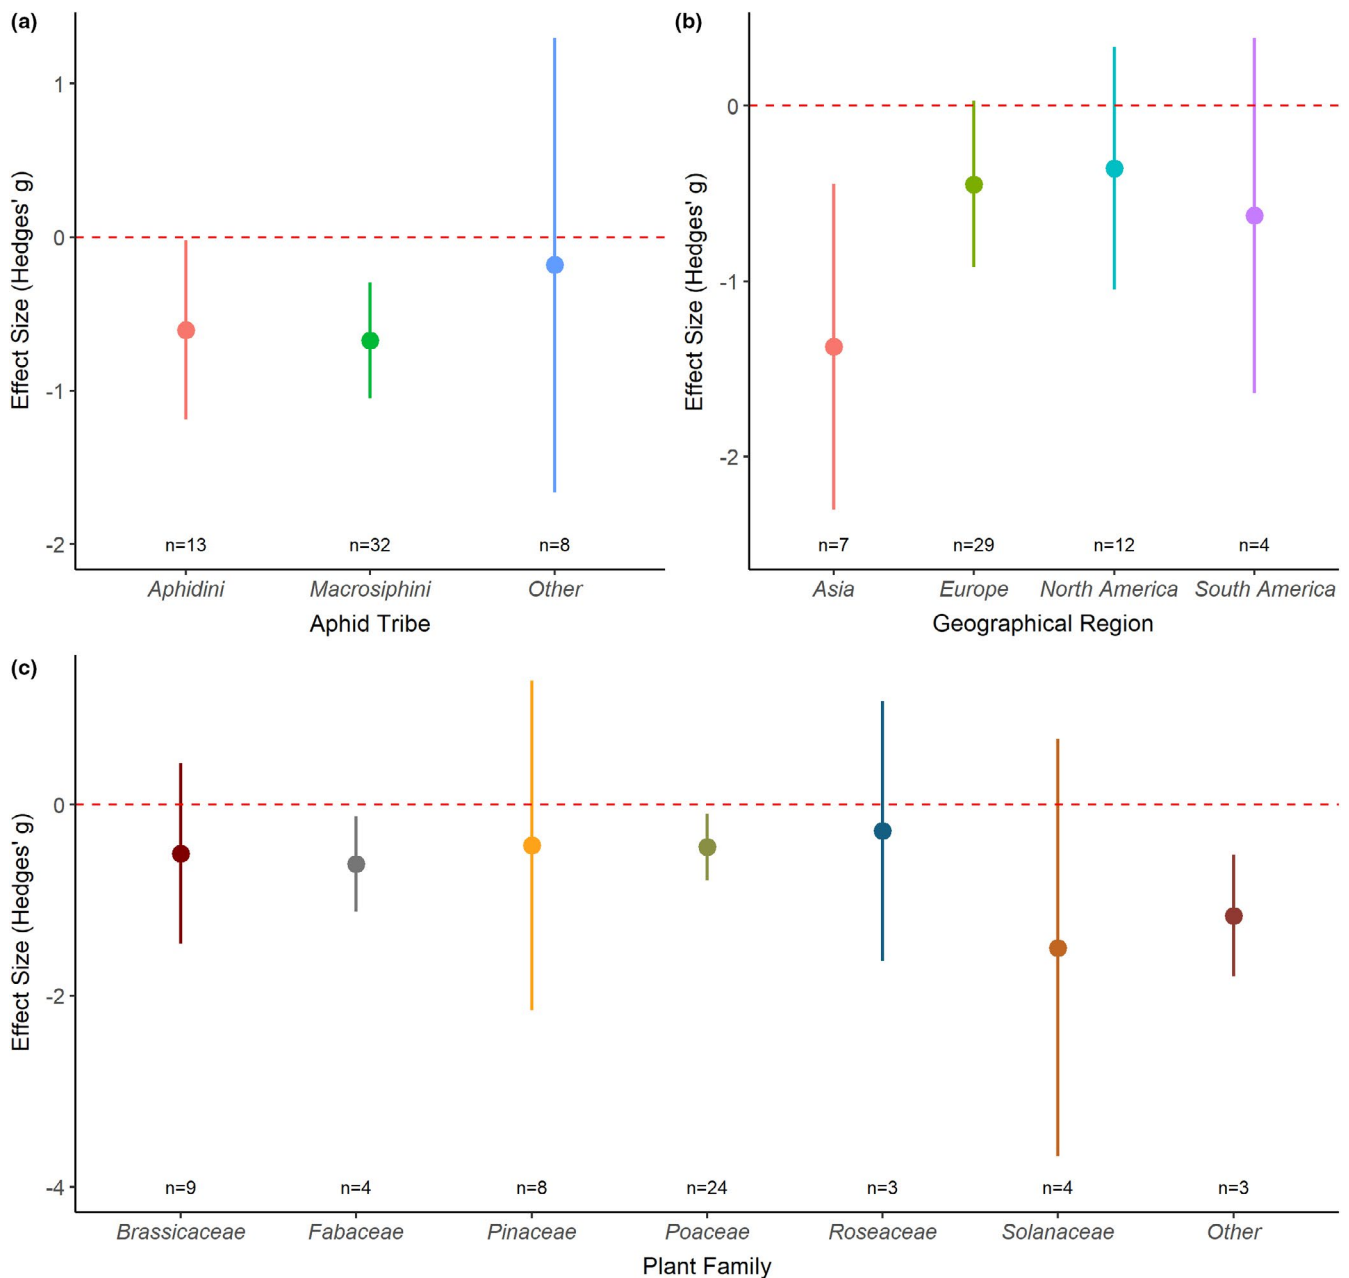 (a)
Effect Size (Hedges' g)
1
0
-1
-2
n=13
n=32
n=8
Aphidini
Macrosiphini
Other
Aphid Tribe
(b)
Effect Size (Hedges' g)
0
-1
-2
n=7
n=29
n=12
n=4
Asia
Europe
North America
South America
Geographical Region
(c)
Effect Size (Hedges' g)
0
-2
-4
n=9
n=4
n=8
n=24
n=3
n=4
n=3
Brassicaceae
Fabaceae
Pinaceae
Poaceae
Roseaceae
Solanaceae
Other
Plant Family